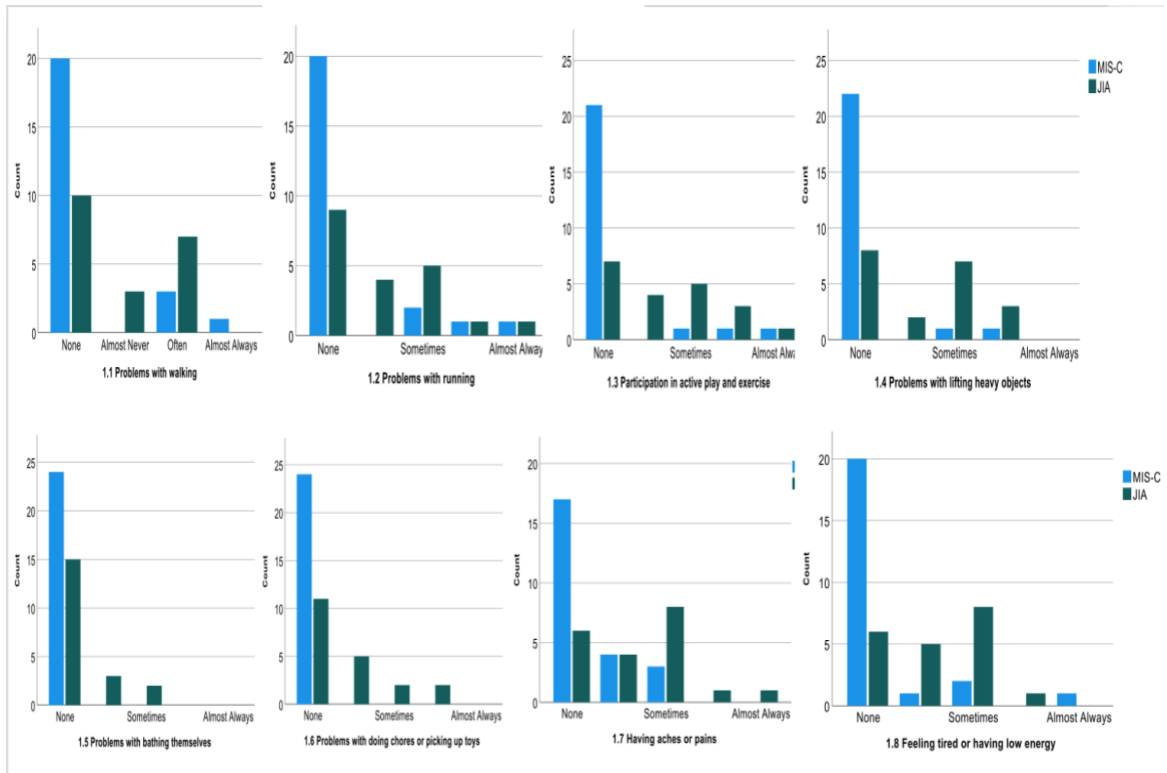 20
15
10
5
0
Count
None Almost Never Often Almost Always
1.1 Problems with walking
20
15
10
5
0
Count
None Sometimes Almost Alway
1.2 Problems with running
25
20
15
10
5
0
Count
None Sometimes Almost Alwa
1.3 Participation in active play and exercise
25
20
15
10
5
0
Count
None Sometimes Almost Always
1.4 Problems with lifting heavy objects
MIS-C
JIA
25
20
15
10
5
0
Count
None Sometimes Almost Always
1.5 Problems with bathing themselves
25
20
15
10
5
0
Count
None Sometimes Almost Always
1.6 Problems with doing chores or picking up toys
20
15
10
5
0
Count
None Sometimes Almost Always
1.7 Having aches or pains
20
15
10
5
0
Count
None Sometimes Almost Always
1.8 Feeling tired or having low energy
MIS-C
JIA